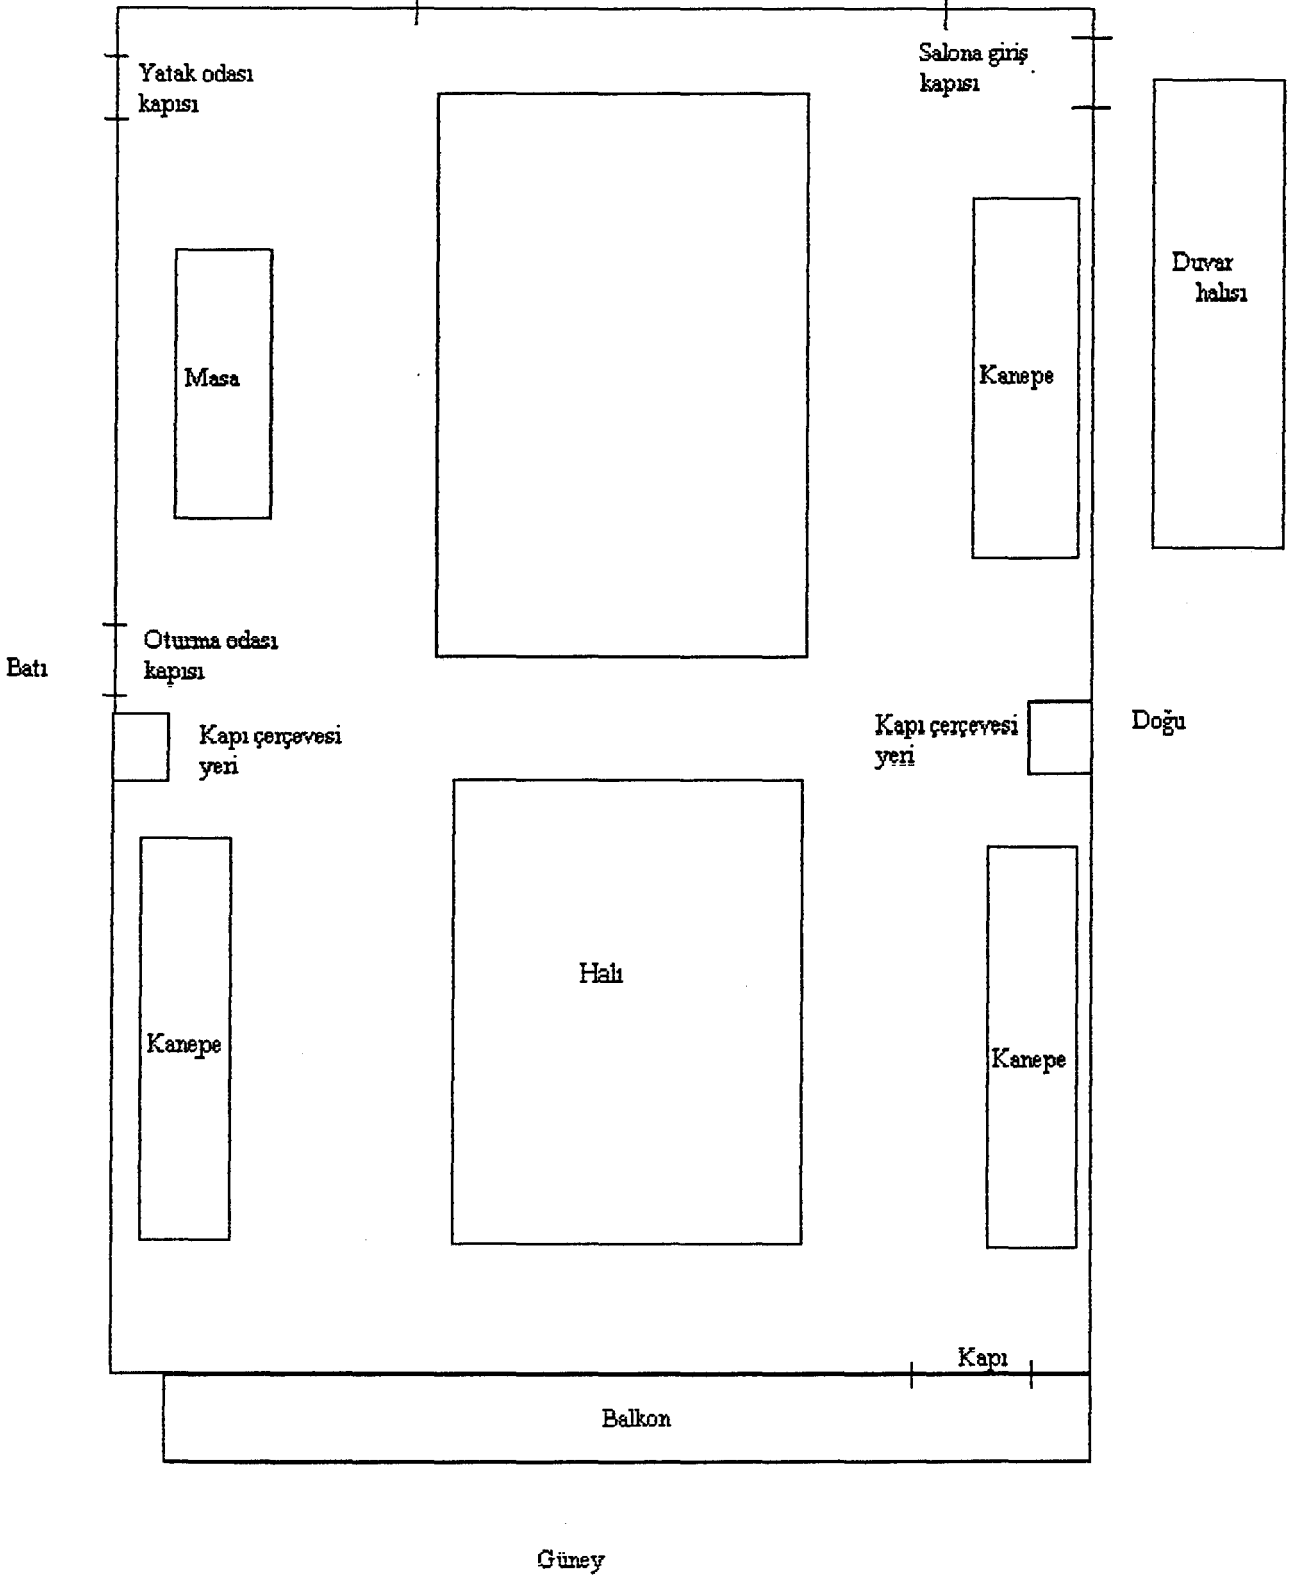 Salona giriş
kapısı
Yatak odası
kapısı
Duvar
halısı
Masa
Kanepe
Oturma odası
kapısı
Batı
Kapı çerçevesi
yeri
Kapı çerçevesi
yeri
Doğu
Halı
Kanepe
Kanepe
Kapı
Balkon
Güney